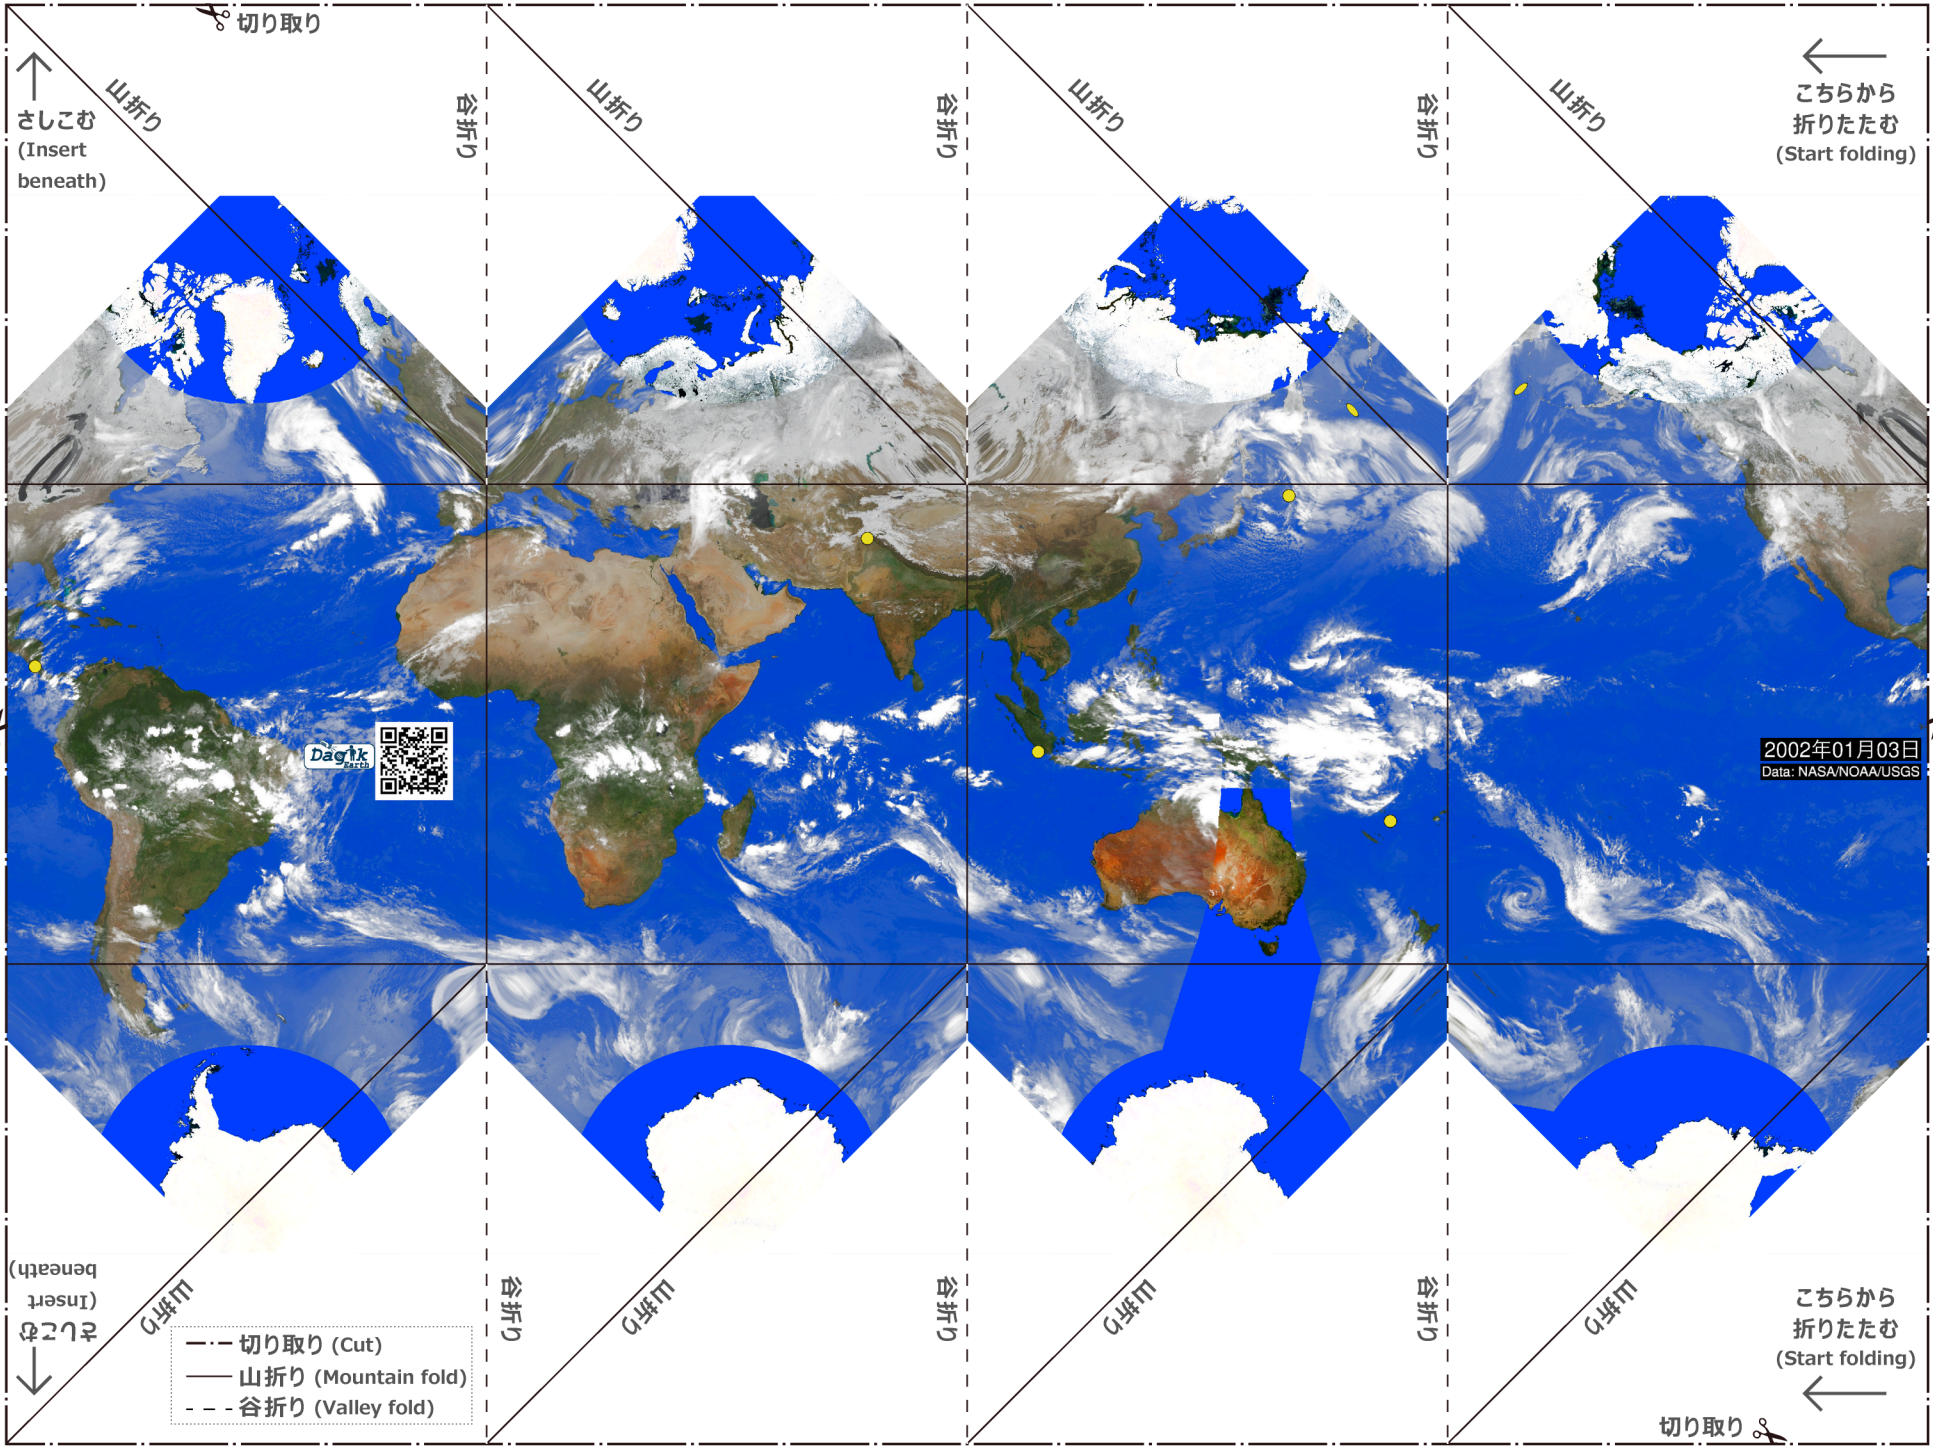 切り取り
山折り
谷折り
山折り
谷折り
山折り
谷折り
山折り
さしこむ
(Insert
beneath)
こちらから
折りたたむ
(Start folding)
Dagik
Earth
2002年01月03日
Data: NASA/NOAA/USGS
さしこむ
(Insert
beneath)
山折り
谷折り
山折り
谷折り
山折り
谷折り
山折り
切り取り (Cut)
山折り (Mountain fold)
谷折り (Valley fold)
こちらから
折りたたむ
(Start folding)
切り取り